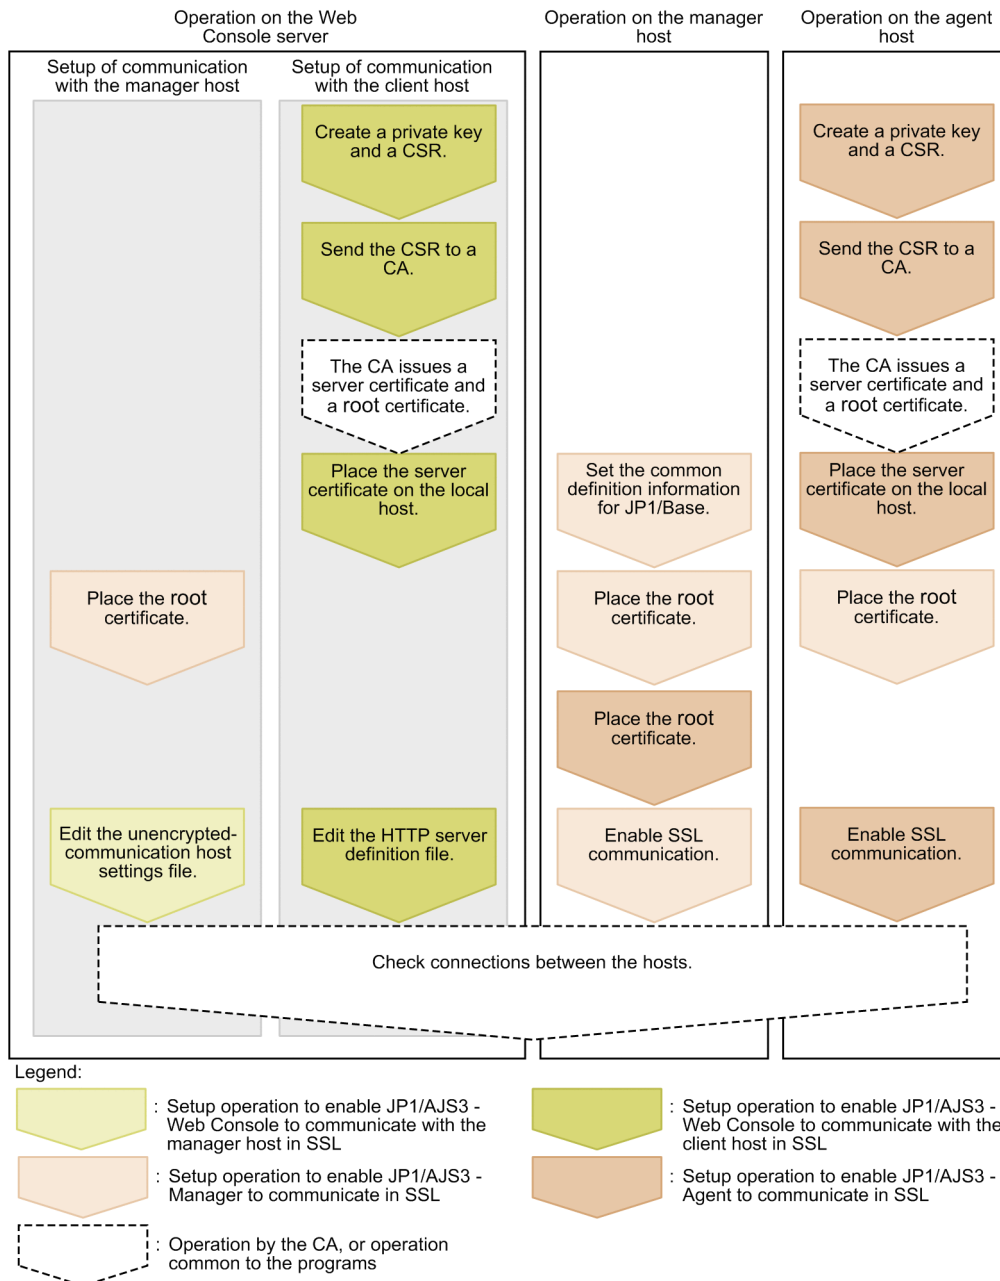 Operation on the Web
Console server
Operation on the manager
host
Operation on the agent
host
Setup of communication
with the manager host
Setup of communication
with the client host
Create a private key
and a CSR.
Create a private key
and a CSR.
Send the CSR to a
CA.
Send the CSR to a
CA.
The CA issues a
server certificate and
a root certificate.
The CA issues a
server certificate and
a root certificate.
Place the server
certificate on the local
host.
Set the common
definition information
for JP1/Base.
Place the server
certificate on the local
host.
Place the root
certificate.
Place the root
certificate.
Place the root
certificate.
Place the root
certificate.
Edit the unencrypted-
communication host
settings file.
Edit the HTTP server
definition file.
Enable SSL
communication.
Enable SSL
communication.
Check connections between the hosts.
Legend:
: Setup operation to enable JP1/AJS3 -
Web Console to communicate with the
manager host in SSL
: Setup operation to enable JP1/AJS3 -
Web Console to communicate with the
client host in SSL
: Setup operation to enable JP1/AJS3 -
Manager to communicate in SSL
: Setup operation to enable JP1/AJS3 -
Agent to communicate in SSL
: Operation by the CA, or operation
common to the programs